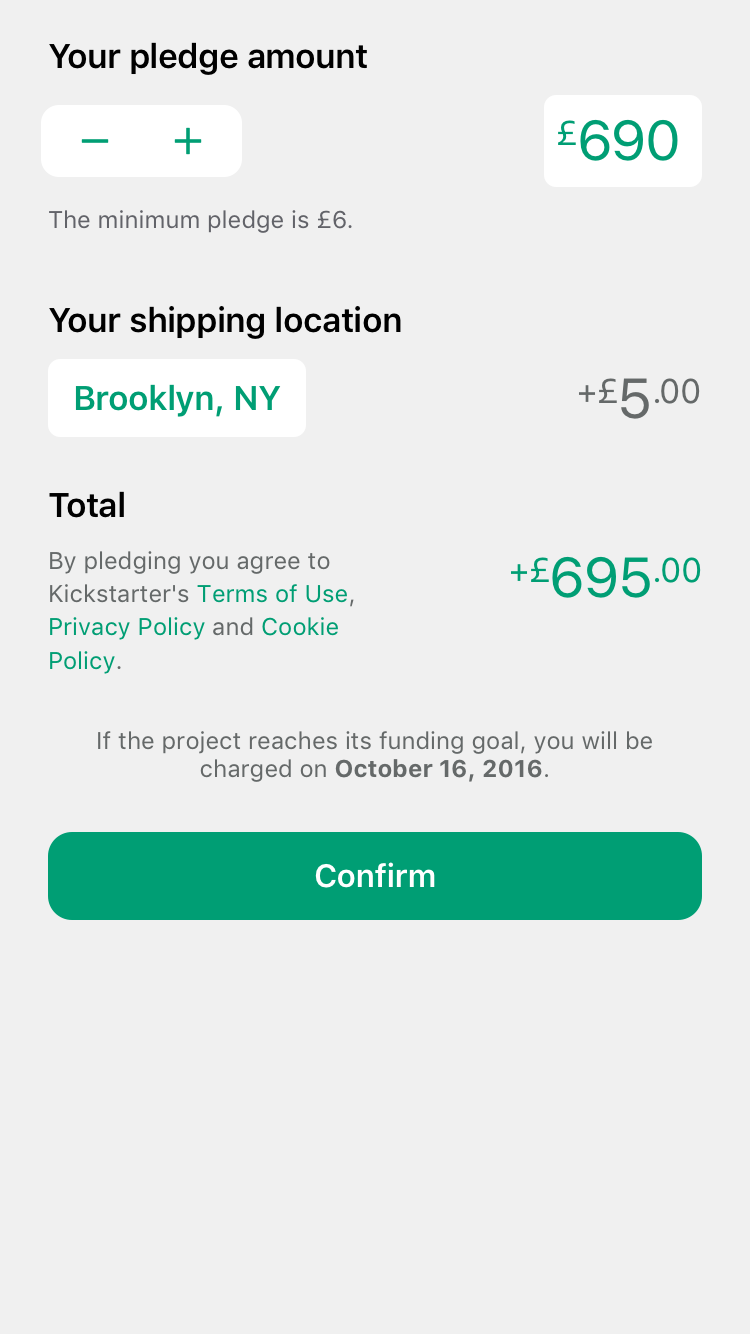 Your pledge amount
− + £690
The minimum pledge is £6.
Your shipping location
Brooklyn, NY +£5.00
Total
By pledging you agree to
Kickstarter's Terms of Use,
Privacy Policy and Cookie
Policy.
+£695.00
If the project reaches its funding goal, you will be
charged on October 16, 2016.
Confirm